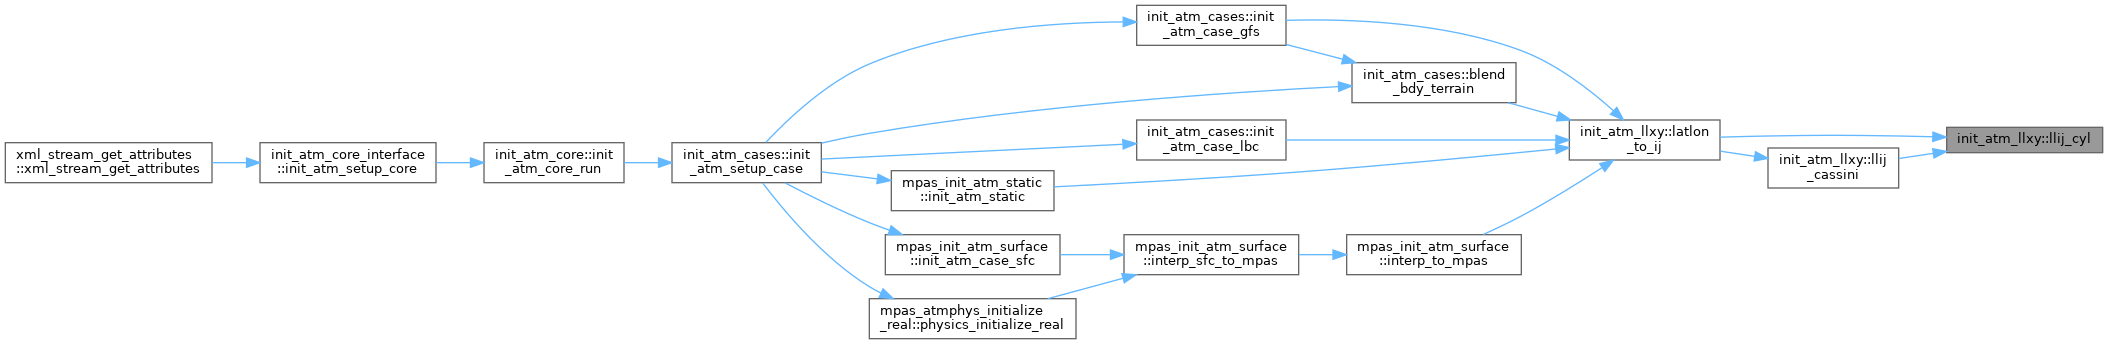 xml_stream_get_attributes
::xml_stream_get_attributes
init_atm_core_interface
::init_atm_setup_core
init_atm_core::init
_atm_core_run
init_atm_cases::init
_atm_setup_case
init_atm_cases::init
_atm_case_gfs
init_atm_cases::blend
_bdy_terrain
init_atm_cases::init
_atm_case_lbc
mpas_init_atm_static
::init_atm_static
mpas_init_atm_surface
::init_atm_case_sfc
mpas_atmphys_initialize
_real::physics_initialize_real
mpas_init_atm_surface
::interp_sfc_to_mpas
mpas_init_atm_surface
::interp_to_mpas
init_atm_llxy::latlon
_to_ij
init_atm_llxy::llij
_cassini
init_atm_llxy::llij_cyl